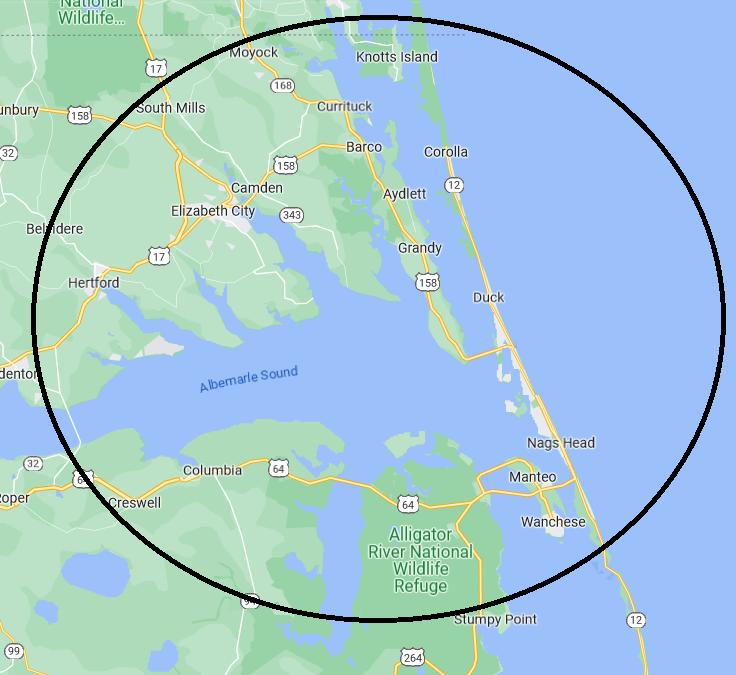 National
Wildlife...
Moyock
Knotts Island
17
168
South Mills
Currituck
unbury
158
32
Barco
Corolla
158
12
Camden
Aydlett
Elizabeth City
343
Belvidere
Grandy
17
Hertford
158
Duck
denton
Albemarle Sound
Nags Head
32
Columbia
64
Manteo
64
Roper
Creswell
64
Wanchese
Alligator
River National
Wildlife
Refuge
94
Stumpy Point
12
99
264